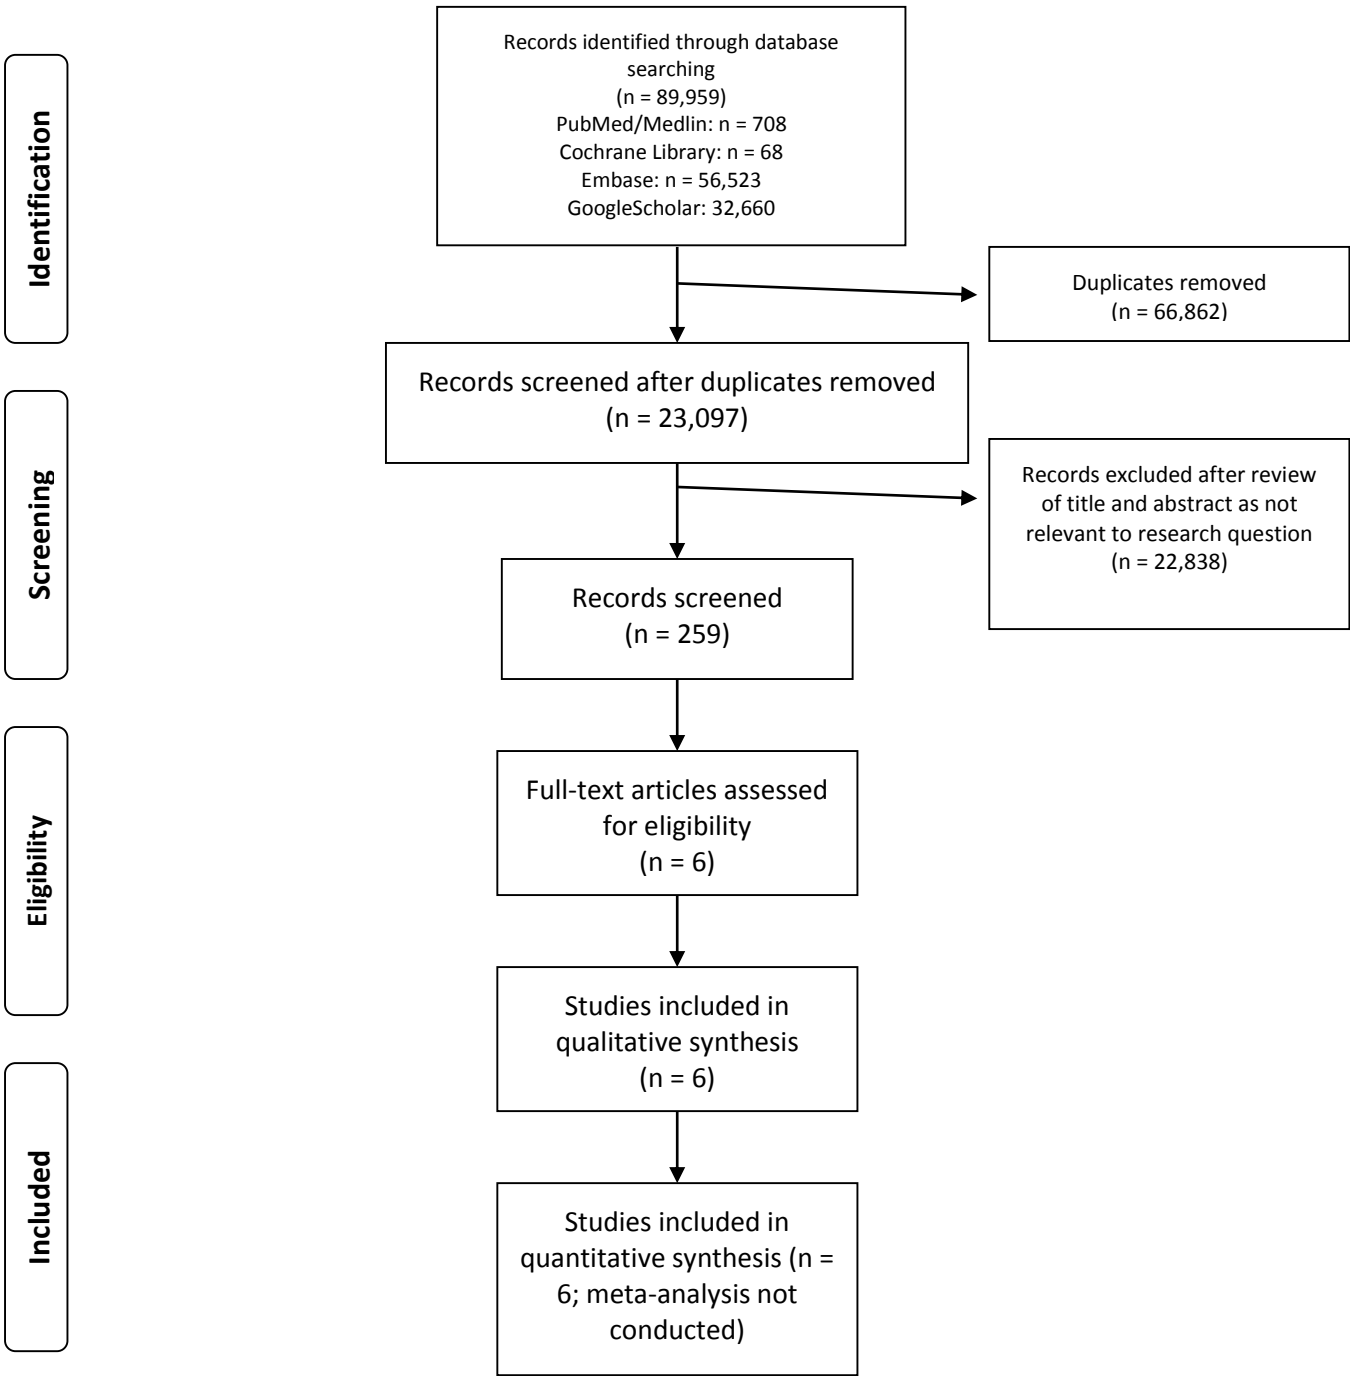 Identification
Records identified through database
searching
(n = 89,959)
PubMed/Medlin: n = 708
Cochrane Library: n = 68
Embase: n = 56,523
GoogleScholar: 32,660
Duplicates removed
(n = 66,862)
Records screened after duplicates removed
(n = 23,097)
Screening
Records excluded after review
of title and abstract as not
relevant to research question
(n = 22,838)
Records screened
(n = 259)
Eligibility
Full-text articles assessed
for eligibility
(n = 6)
Studies included in
qualitative synthesis
(n = 6)
Included
Studies included in
quantitative synthesis (n =
6; meta-analysis not
conducted)